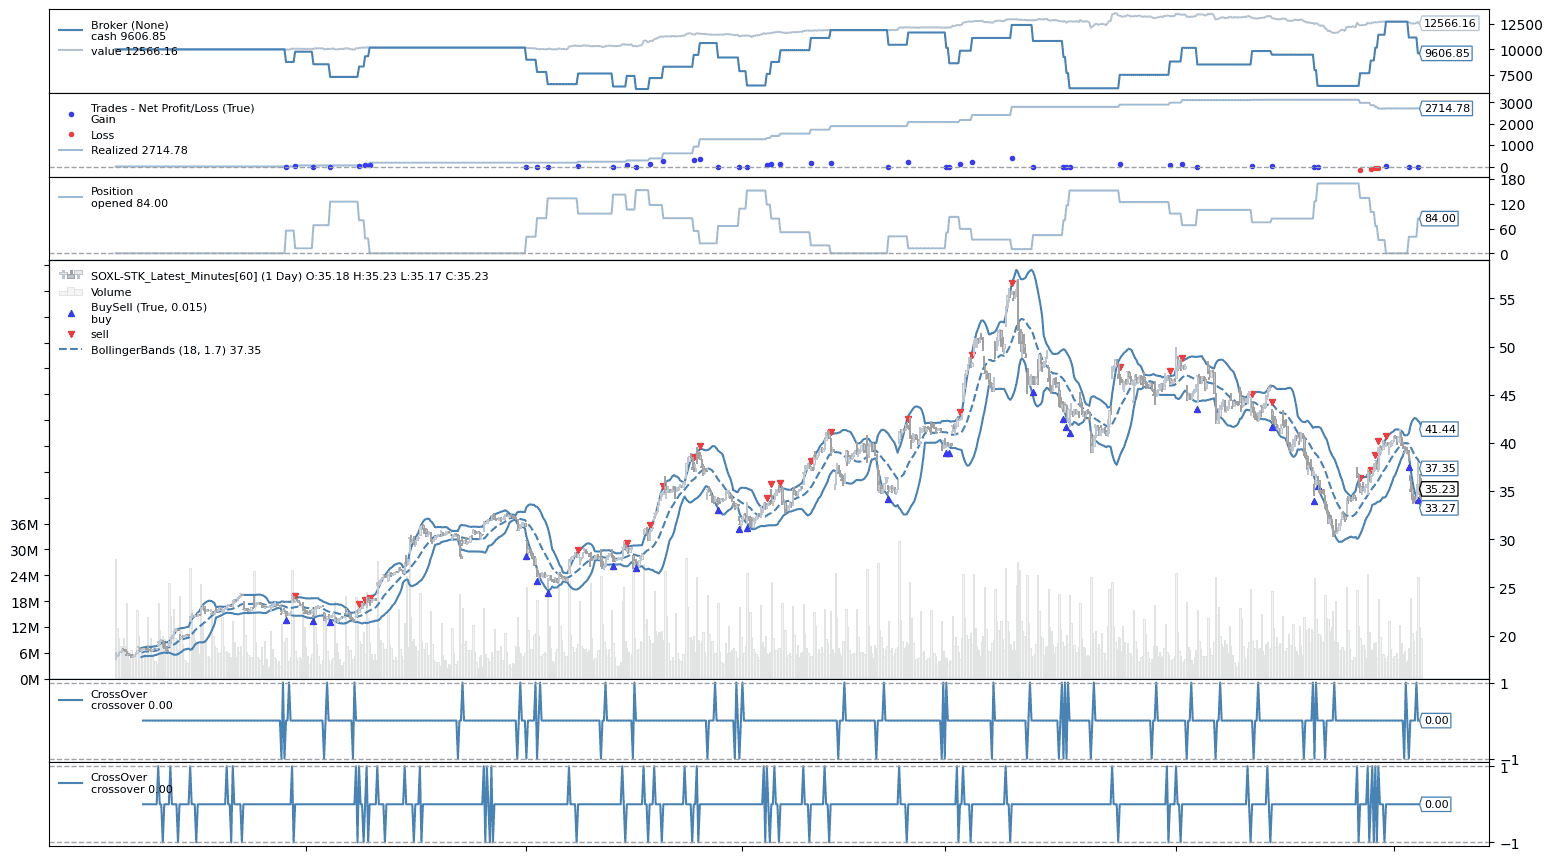 Broker (None)
cash 9606.85
value 12566.16
12566.16
12500
10000
9606.85
7500
Trades - Net Profit/Loss (True)
Gain
Loss
Realized 2714.78
3000
2714.78
2000
1000
0
Position
opened 84.00
180
120
84.00
60
0
SOXL-STK_Latest_Minutes[60] (1 Day) O:35.18 H:35.23 L:35.17 C:35.23
Volume
BuySell (True, 0.015)
buy
sell
BollingerBands (18, 1.7) 37.35
55
50
45
41.44
40
37.35
35.23
35
33.27
30
25
20
36M
30M
24M
18M
12M
6M
0M
CrossOver
crossover 0.00
1
0.00
−1
CrossOver
crossover 0.00
1
0.00
−1